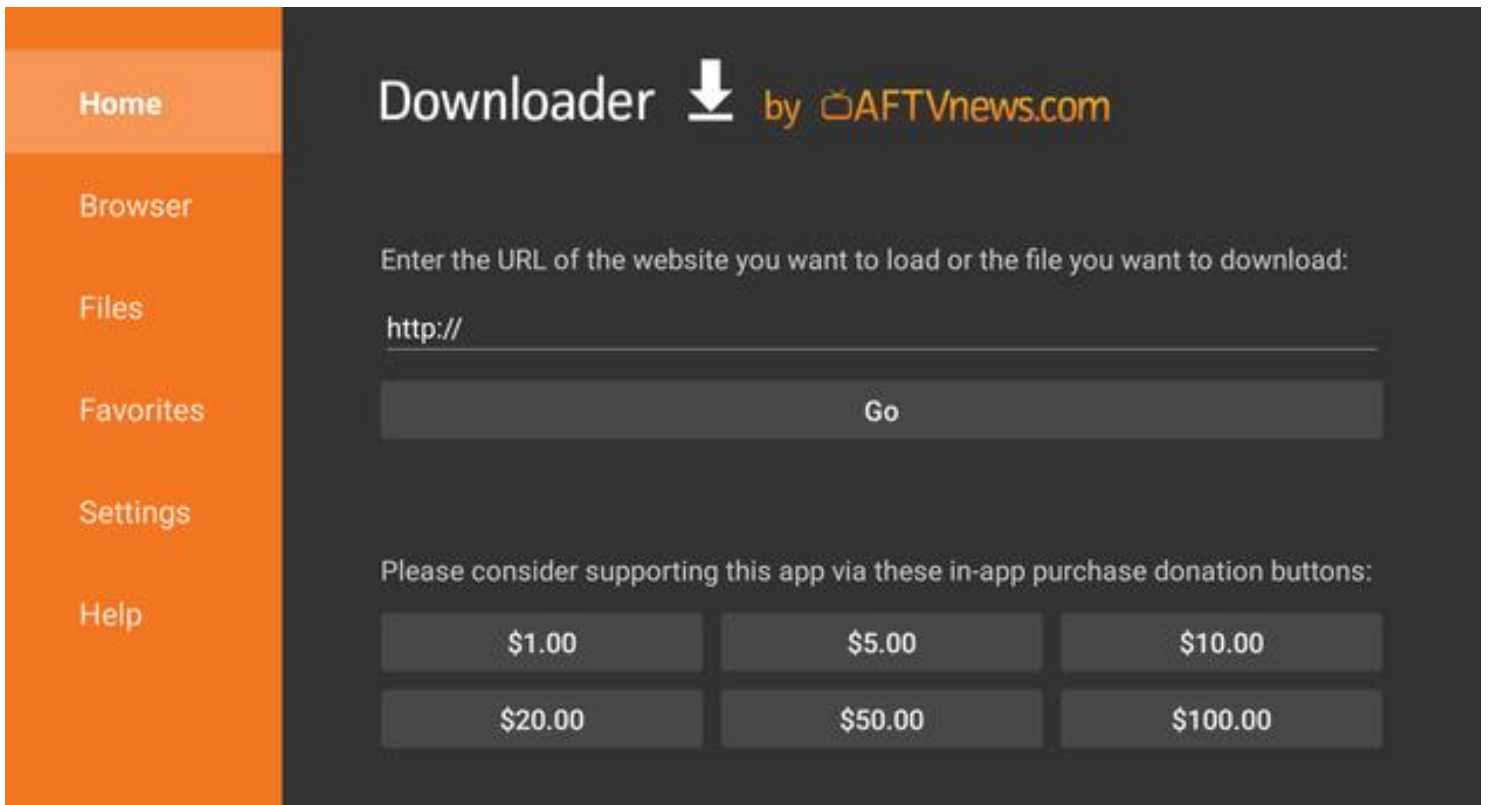 Home
Browser
Files
Favorites
Settings
Help
Downloader by AFTVnews.com
Enter the URL of the website you want to load or the file you want to download:
http://
Go
Please consider supporting this app via these in-app purchase donation buttons:
$1.00 $5.00 $10.00
$20.00 $50.00 $100.00